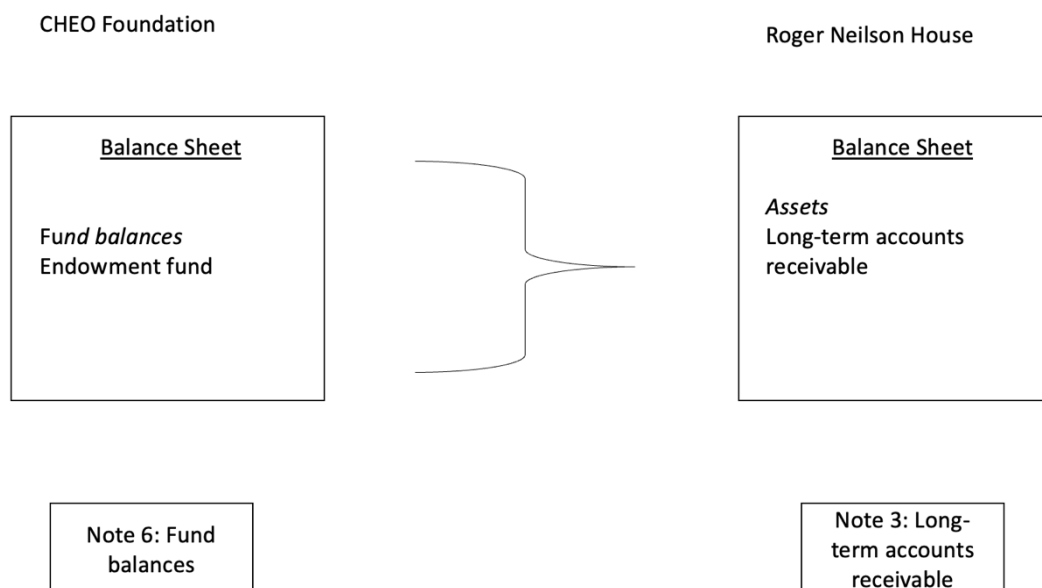 CHEO Foundation
Roger Neilson House
Balance Sheet
Fund balances
Endowment fund
Balance Sheet
Assets
Long-term accounts
receivable
Note 6: Fund
balances
Note 3: Long-
term accounts
receivable